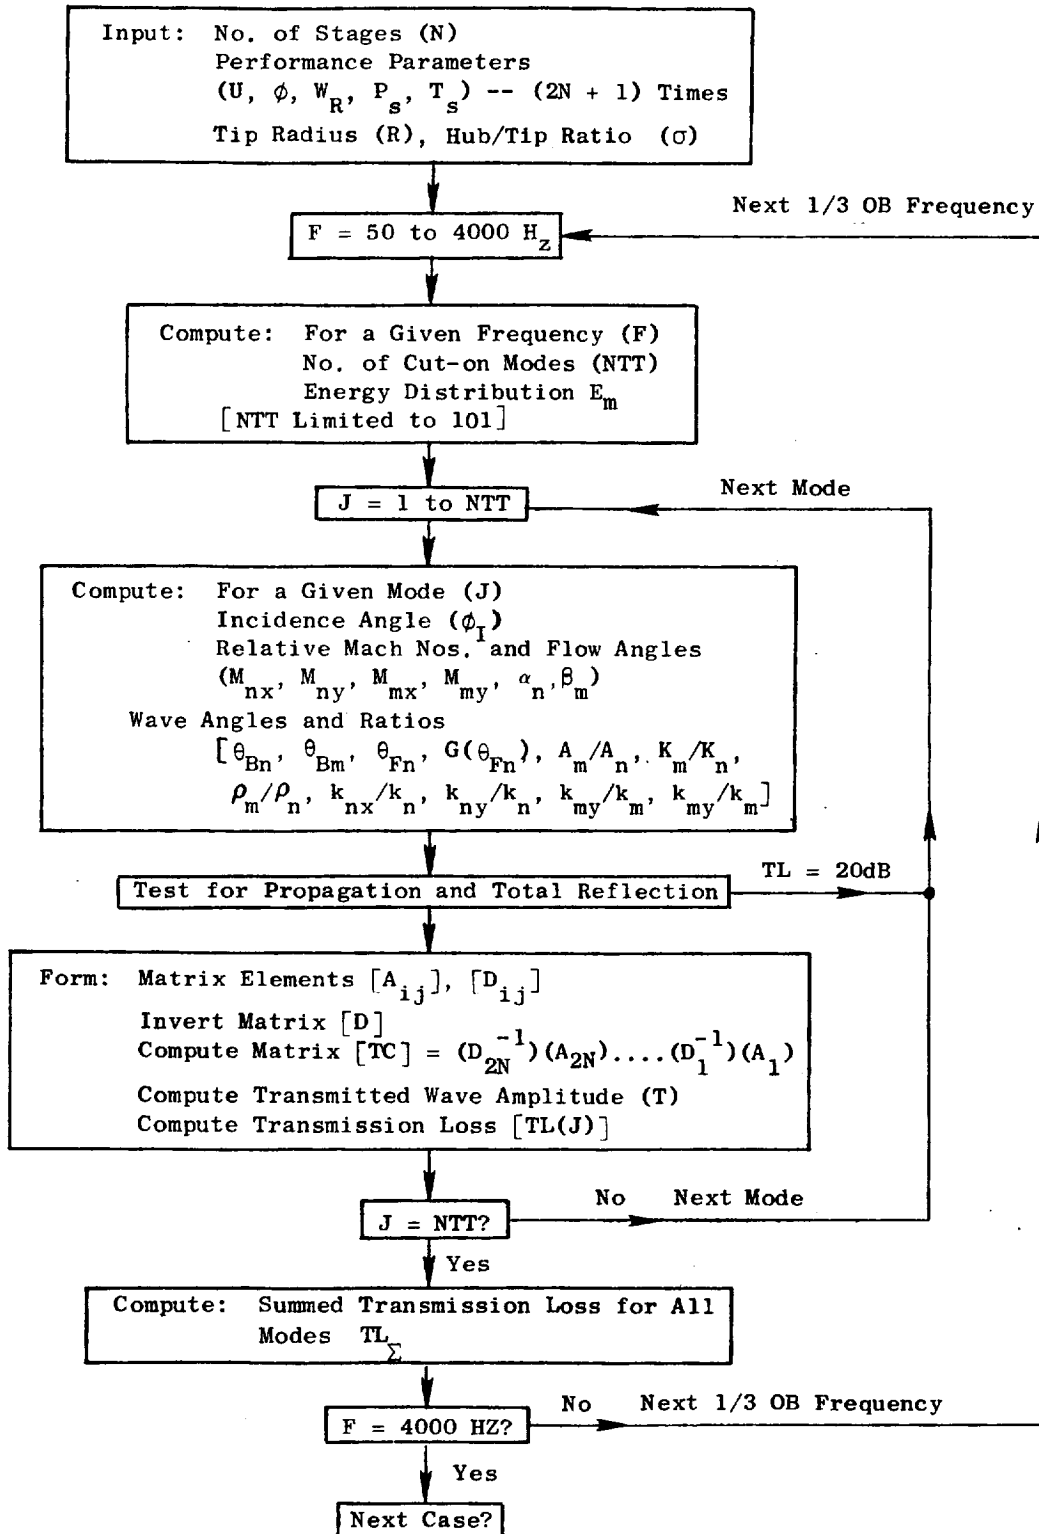 Input: No. of Stages (N)
Performance Parameters
(U, ϕ, W_R, P_s, T_s) -- (2N + 1) Times
Tip Radius (R), Hub/Tip Ratio (σ)
Next 1/3 OB Frequency
F = 50 to 4000 H_z
Compute: For a Given Frequency (F)
No. of Cut-on Modes (NTT)
Energy Distribution E_m
[NTT Limited to 101]
Next Mode
J = 1 to NTT
Compute: For a Given Mode (J)
Incidence Angle (ϕ_I)
Relative Mach Nos. and Flow Angles
(M_nx, M_ny, M_mx, M_my, α_n, β_m)
Wave Angles and Ratios
[θ_Bn, θ_Bm, θ_Fn, G(θ_Fn), A_m/A_n, K_m/K_n,
ρ_m/ρ_n, k_nx/k_n, k_ny/k_n, k_my/k_m, k_my/k_m]
TL = 20dB
Test for Propagation and Total Reflection
Form: Matrix Elements [A_ij], [D_ij]
Invert Matrix [D]
Compute Matrix [TC] = (D_2N^-1)(A_2N)....(D_1^-1)(A_1)
Compute Transmitted Wave Amplitude (T)
Compute Transmission Loss [TL(J)]
No Next Mode
J = NTT?
Yes
Compute: Summed Transmission Loss for All
Modes TL_Σ
No Next 1/3 OB Frequency
F = 4000 HZ?
Yes
Next Case?